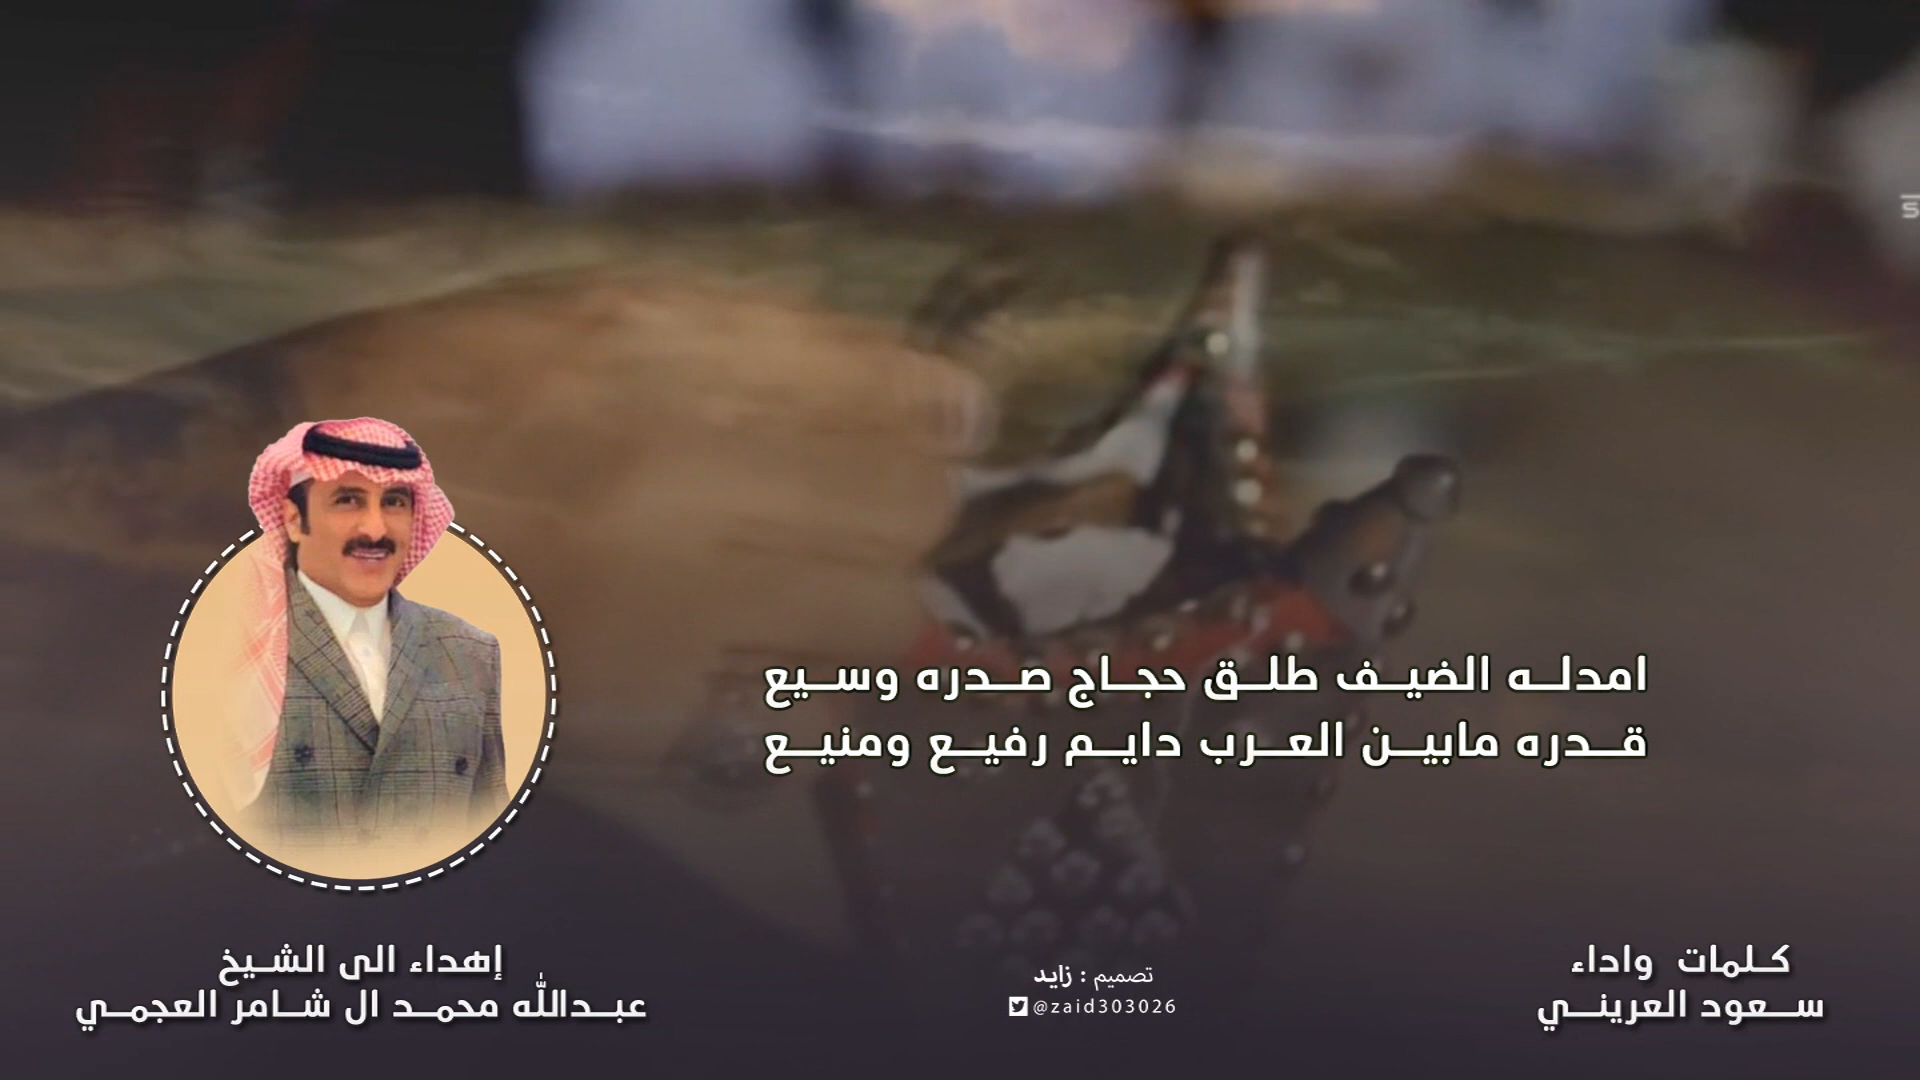 امدله الضيف طلق حجاج صدره وسيع
قدره مابين العرب دايم رفيع ومنيع
كلمات واداء
سعود العريني
تصميم : زايد
@zaid303026
إهداء الى الشيخ
عبدالله محمد ال شامر العجمي